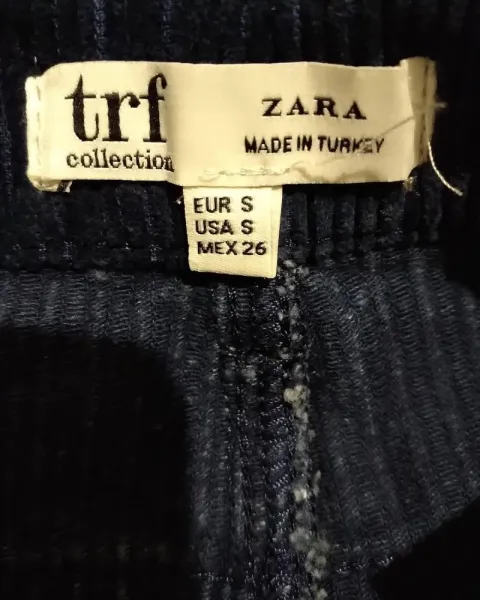 trf
collection
ZARA
MADE IN TURKEY
EUR S
USA S
MEX 26